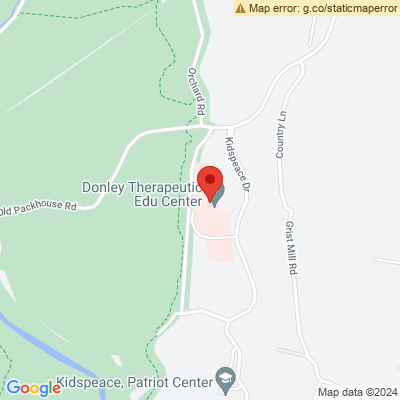 Map error: g.co/staticmaperror
Orchard Rd
Country Ln
Kidspeace Dr
Donley Therapeutic
Edu Center
Old Packhouse Rd
Grist Mill Rd
Kidspeace, Patriot Center
Google
Map data ©2024